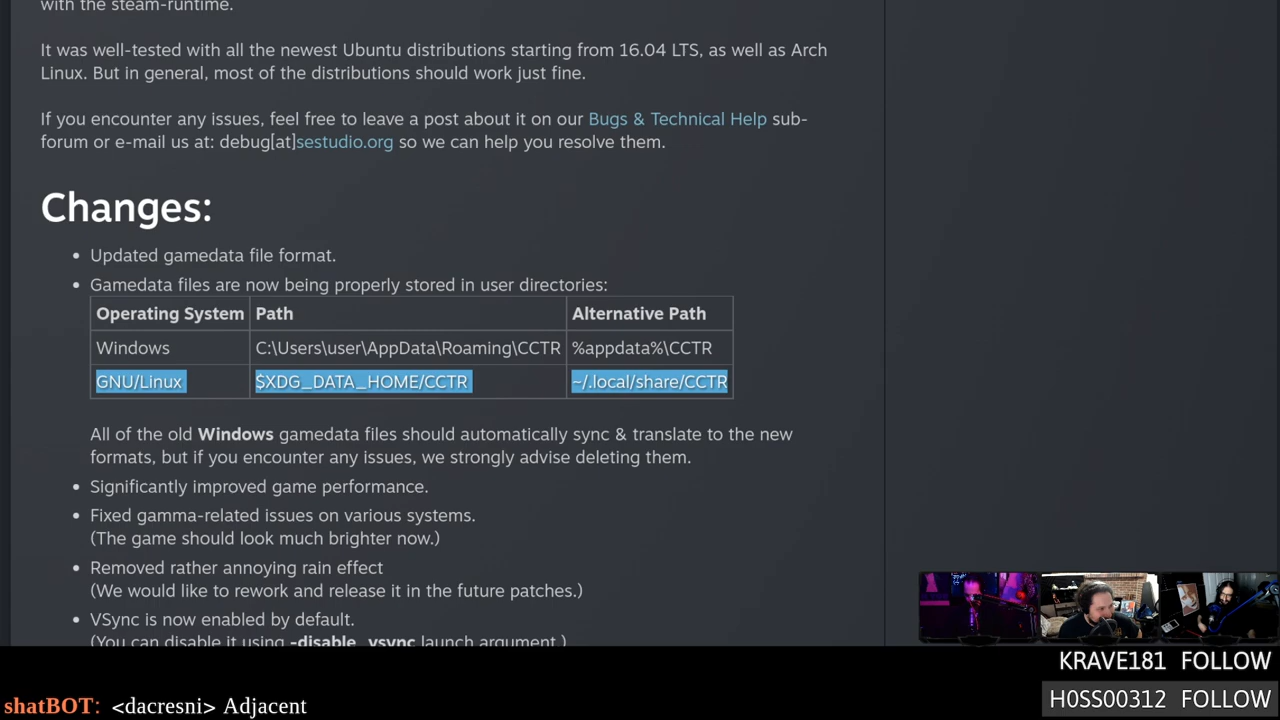 with the steam-runtime.
It was well-tested with all the newest Ubuntu distributions starting from 16.04 LTS, as well as Arch
Linux. But in general, most of the distributions should work just fine.
If you encounter any issues, feel free to leave a post about it on our Bugs & Technical Help sub-
forum or e-mail us at: debug[at]sestudio.org so we can help you resolve them.
Changes:
• Updated gamedata file format.
• Gamedata files are now being properly stored in user directories:
Operating System Path Alternative Path
Windows C:\Users\user\AppData\Roaming\CCTR %appdata%\CCTR
GNU/Linux $XDG_DATA_HOME/CCTR ~/.local/share/CCTR
All of the old Windows gamedata files should automatically sync & translate to the new
formats, but if you encounter any issues, we strongly advise deleting them.
• Significantly improved game performance.
• Fixed gamma-related issues on various systems.
(The game should look much brighter now.)
• Removed rather annoying rain effect
(We would like to rework and release it in the future patches.)
• VSync is now enabled by default.
(You can disable it using -disable_vsync launch argument.)
KRAVE181 FOLLOW
H0SS00312 FOLLOW
shatBOT: <dacresni> Adjacent